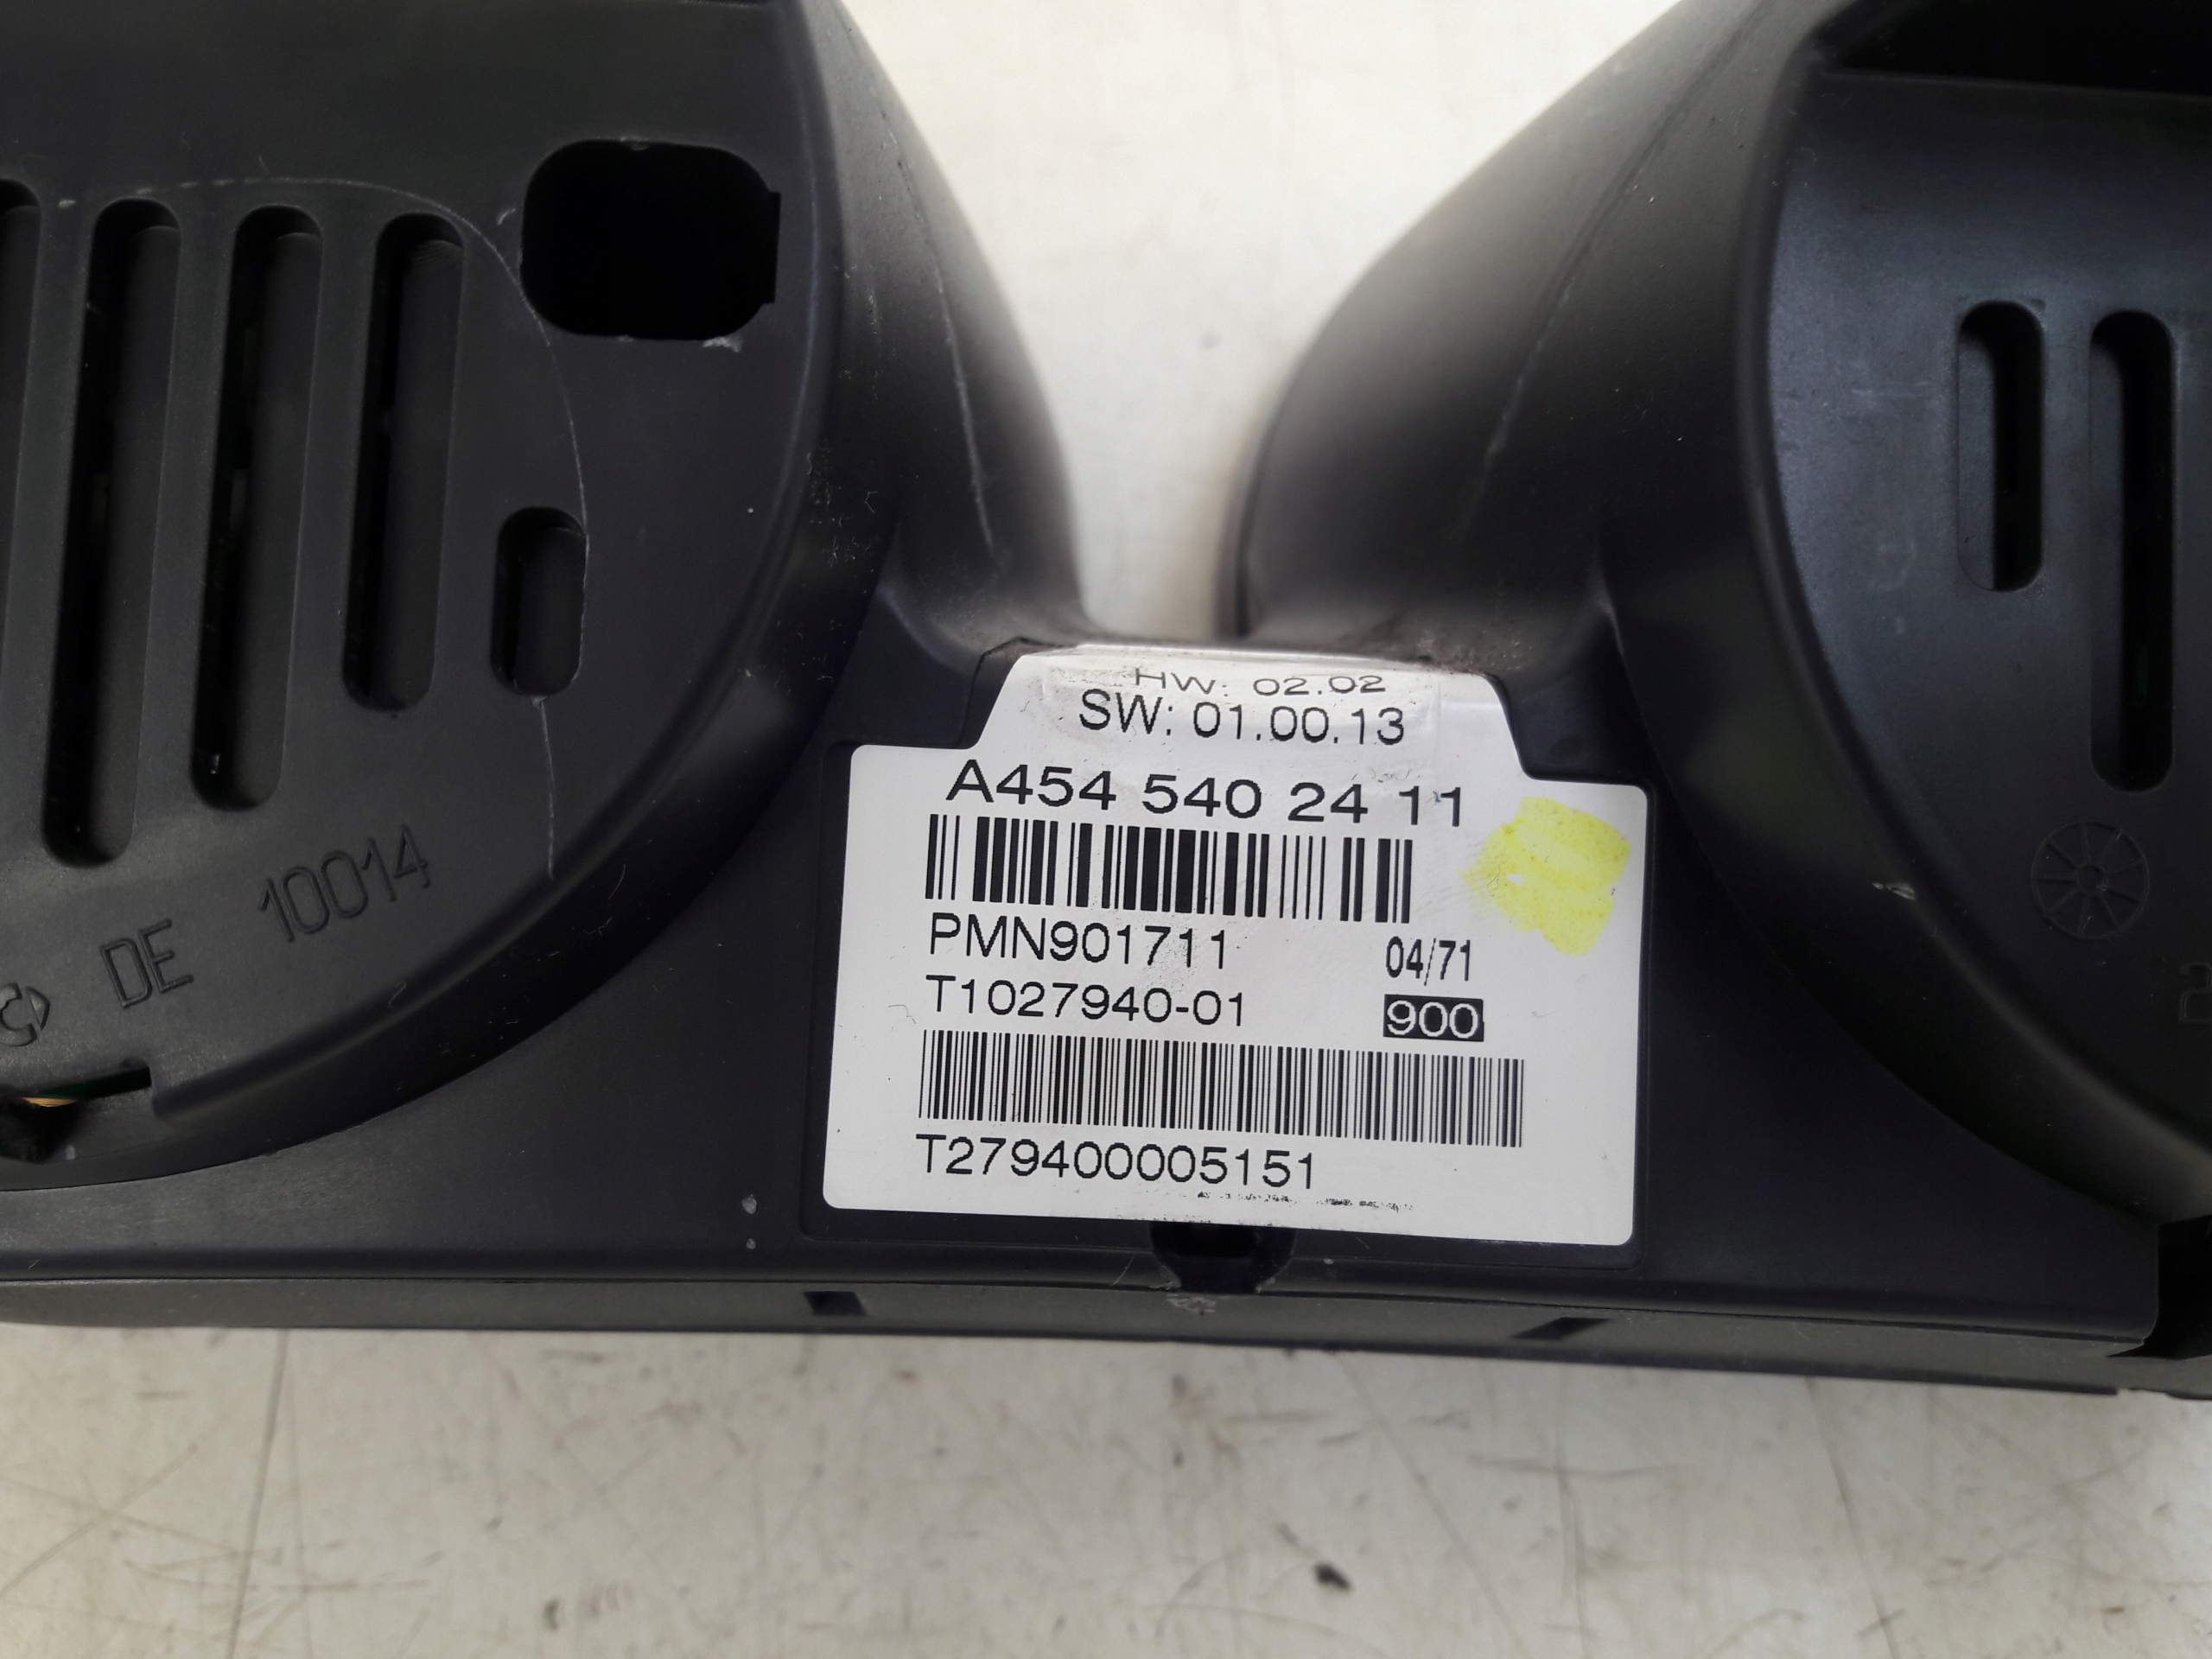 HW: 02.02
SW: 01.00.13
A454 540 24 11
PMN901711 04/71
T1027940-01 900
T279400005151
DE 10014